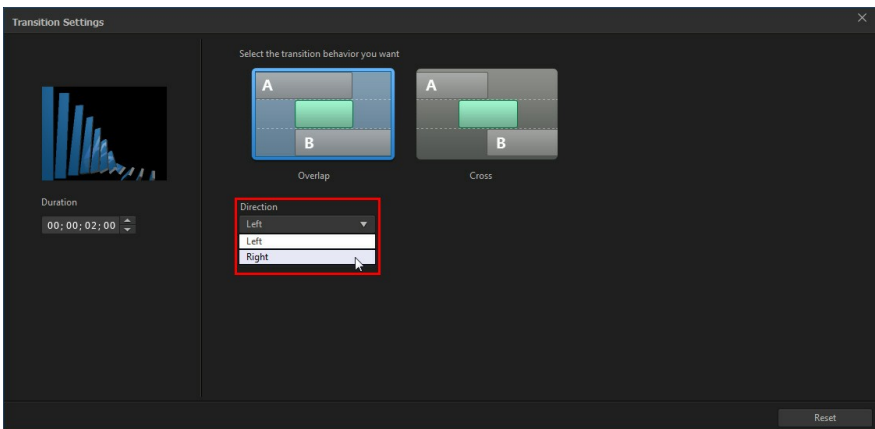 Transition Settings
Select the transition behavior you want
A
B
A
B
Overlap
Cross
Duration
00; 00; 02; 00
Direction
Left
Left
Right
Reset